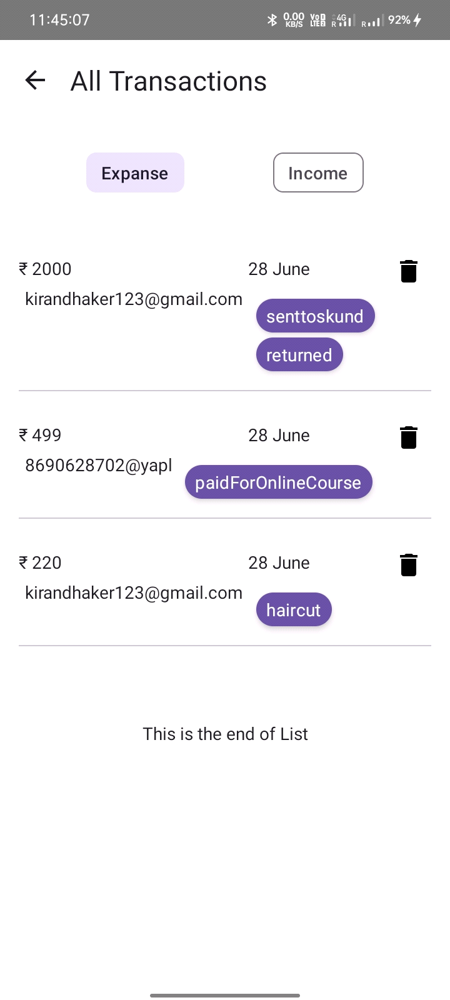 11:45:07 0.00 KB/S VoD LTE2 4G R R 92%
All Transactions
Expanse Income
₹ 2000 28 June
kirandhaker123@gmail.com
senttoskund
returned
₹ 499 28 June
8690628702@yapl
paidForOnlineCourse
₹ 220 28 June
kirandhaker123@gmail.com
haircut
This is the end of List